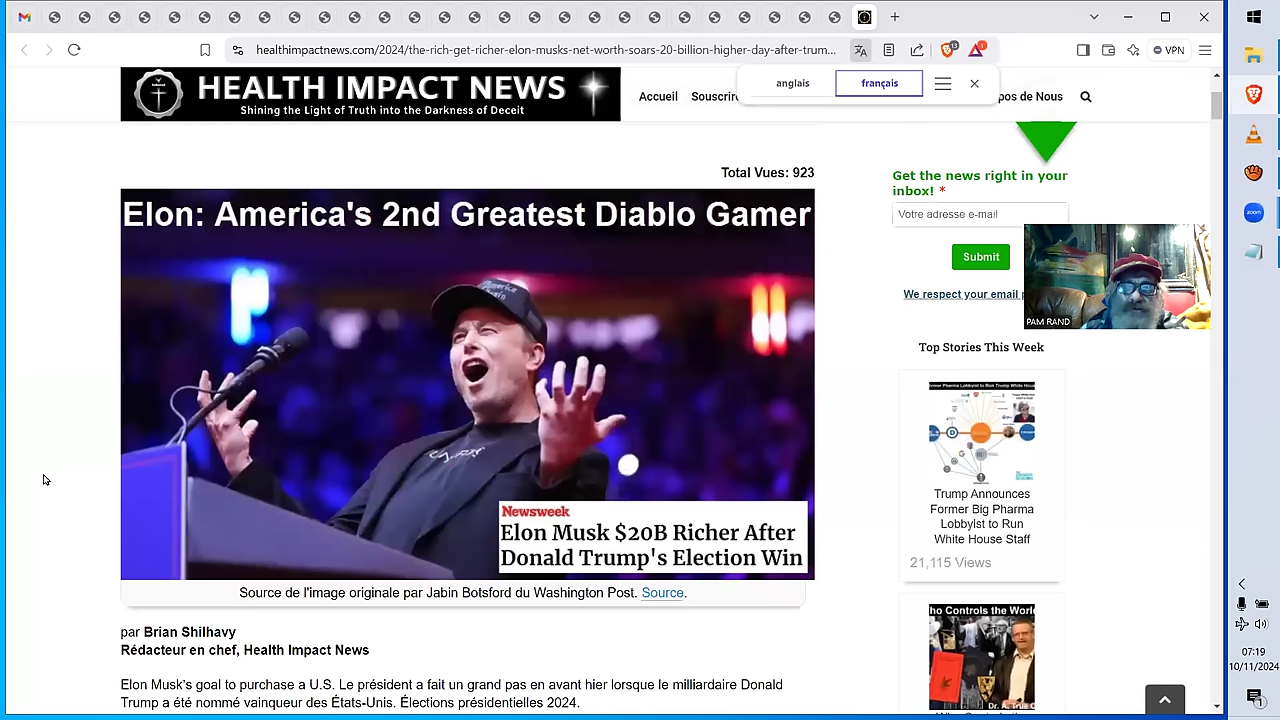 healthimpactnews.com/2024/the-rich-get-richer-elon-musks-net-worth-soars-20-billion-higher-day-after-trum...
13
1
VPN
anglais
français
HEALTH IMPACT NEWS
Shining the Light of Truth into the Darkness of Deceit
Accueil
Souscrir
pos de Nous
Total Vues: 923
Elon: America's 2nd Greatest Diablo Gamer
Newsweek
Elon Musk $20B Richer After
Donald Trump's Election Win
Source de l'image originale par Jabin Botsford du Washington Post. Source.
par Brian Shilhavy
Rédacteur en chef, Health Impact News
Elon Musk's goal to purchase a U.S. Le président a fait un grand pas en avant hier lorsque le milliardaire Donald
Trump a été nommé vainqueur des États-Unis. Élections présidentielles 2024.
Get the news right in your
inbox! *
Votre adresse e-mail
Submit
We respect your email
PAM RAND
Top Stories This Week
Trump Announces
Former Big Pharma
Lobbyist to Run
White House Staff
21,115 Views
ho Controls the Worl
zoom
07:19
10/11/2024